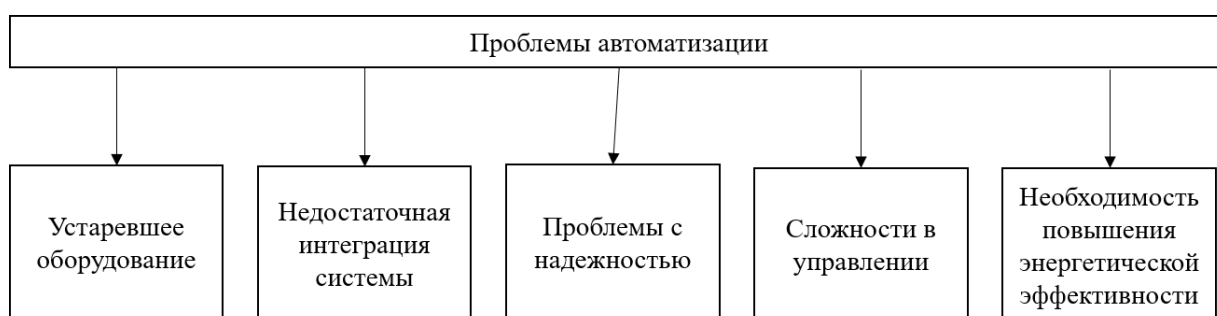 Проблемы автоматизации
Устаревшее
оборудование
Недостаточная
интеграция
системы
Проблемы с
надежностью
Сложности в
управлении
Необходимость
повышения
энергетической
эффективности